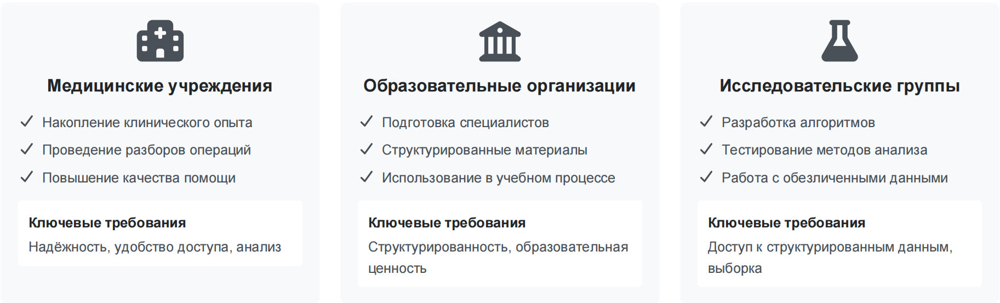 Медицинские учреждения
Накопление клинического опыта
Проведение разборов операций
Повышение качества помощи
Ключевые требования
Надёжность, удобство доступа, анализ
Образовательные организации
Подготовка специалистов
Структурированные материалы
Использование в учебном процессе
Ключевые требования
Структурированность, образовательная
ценность
Исследовательские группы
Разработка алгоритмов
Тестирование методов анализа
Работа с обезличенными данными
Ключевые требования
Доступ к структурированным данным,
выборка